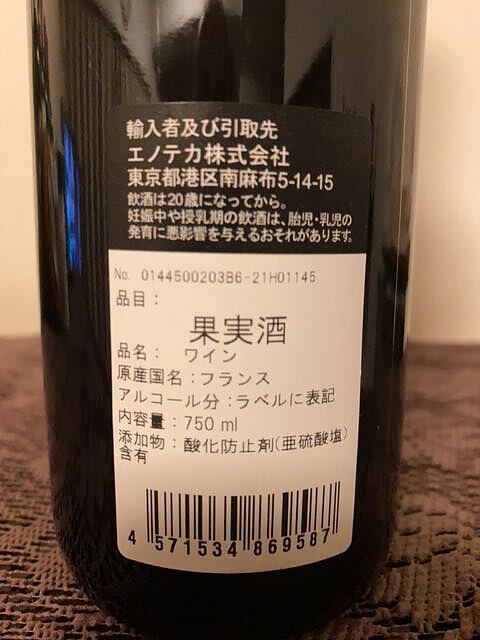 輸入者及び引取先
エノテカ株式会社
東京都港区南麻布5-14-15
飲酒は20歳になってから。
妊娠中や授乳期の飲酒は、胎児・乳児の
発育に悪影響を与えるおそれがあります。
No. 0144500203B6-21H01145
品目：
果実酒
品名： ワイン
原産国名：フランス
アルコール分：ラベルに表記
内容量：750 ml
添加物：酸化防止剤(亜硫酸塩)
含有
4 571534 869587